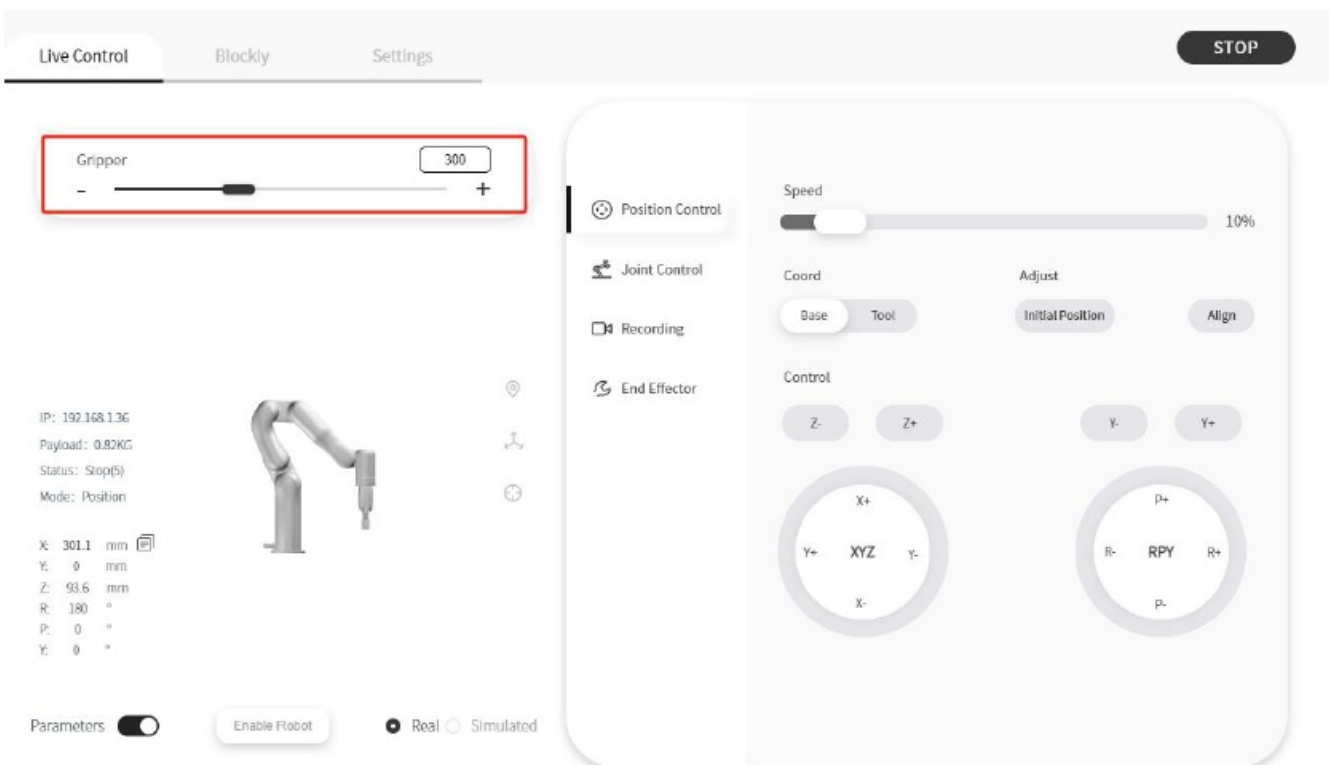 Live Control Blockly Settings STOP
Gripper 300
- +
Position Control
Joint Control
Recording
End Effector
Speed
10%
Coord Adjust
Base Tool Initial Position Align
Control
Z- Z+ Y- Y+
X+
Y+ XYZ Y-
X-
P+
R- RPY R+
P-
IP: 192.168.1.36
Payload: 0.82KG
Status: Stop(5)
Mode: Position
X: 301.1 mm
Y: 0 mm
Z: 93.6 mm
R: 180 °
P: 0 °
Y: 0 °
Parameters Enable Robot Real Simulated